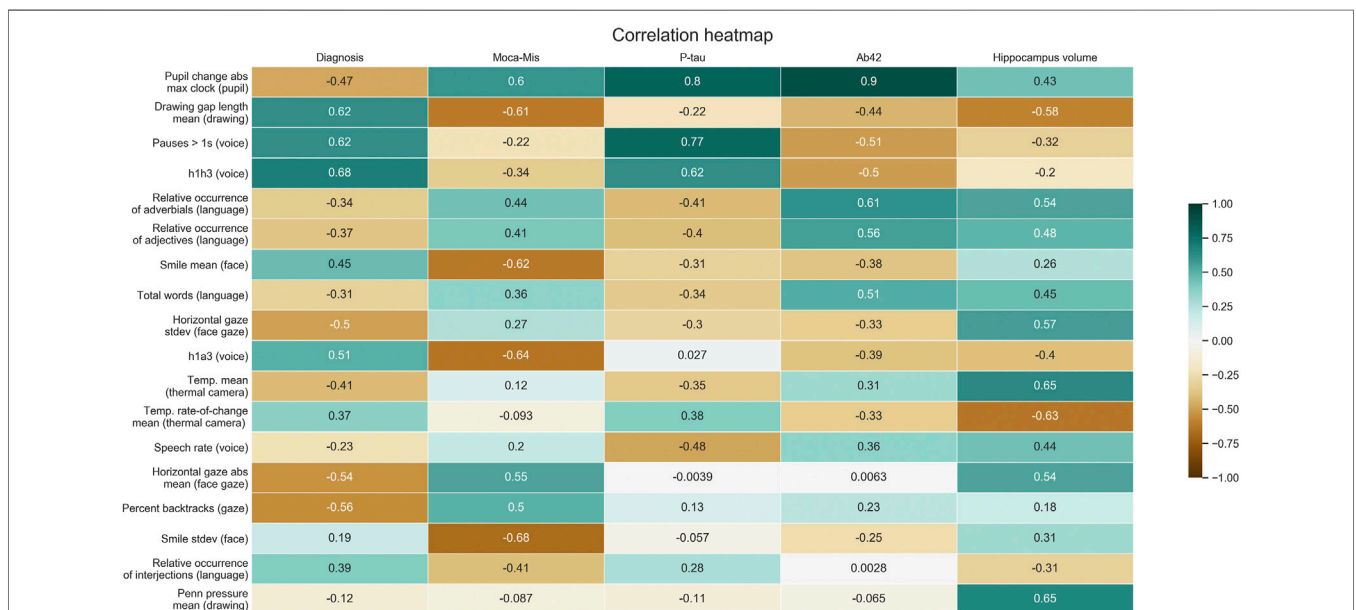 Correlation heatmap
Diagnosis Moca-Mis P-tau Ab42 Hippocampus volume
Pupil change abs
max clock (pupil) -0.47 0.6 0.8 0.9 0.43
Drawing gap length
mean (drawing) 0.62 -0.61 -0.22 -0.44 -0.58
Pauses > 1s (voice) 0.62 -0.22 0.77 -0.51 -0.32
h1h3 (voice) 0.68 -0.34 0.62 -0.5 -0.2
Relative occurrence
of adverbials (language) -0.34 0.44 -0.41 0.61 0.54
Relative occurrence
of adjectives (language) -0.37 0.41 -0.4 0.56 0.48
Smile mean (face) 0.45 -0.62 -0.31 -0.38 0.26
Total words (language) -0.31 0.36 -0.34 0.51 0.45
Horizontal gaze
stdev (face gaze) -0.5 0.27 -0.3 -0.33 0.57
h1a3 (voice) 0.51 -0.64 0.027 -0.39 -0.4
Temp. mean
(thermal camera) -0.41 0.12 -0.35 0.31 0.65
Temp. rate-of-change
mean (thermal camera) 0.37 -0.093 0.38 -0.33 -0.63
Speech rate (voice) -0.23 0.2 -0.48 0.36 0.44
Horizontal gaze abs
mean (face gaze) -0.54 0.55 -0.0039 0.0063 0.54
Percent backtracks (gaze) -0.56 0.5 0.13 0.23 0.18
Smile stdev (face) 0.19 -0.68 -0.057 -0.25 0.31
Relative occurrence
of interjections (language) 0.39 -0.41 0.28 0.0028 -0.31
Penn pressure
mean (drawing) -0.12 -0.087 -0.11 -0.065 0.65
1.00
0.75
0.50
0.25
0.00
-0.25
-0.50
-0.75
-1.00